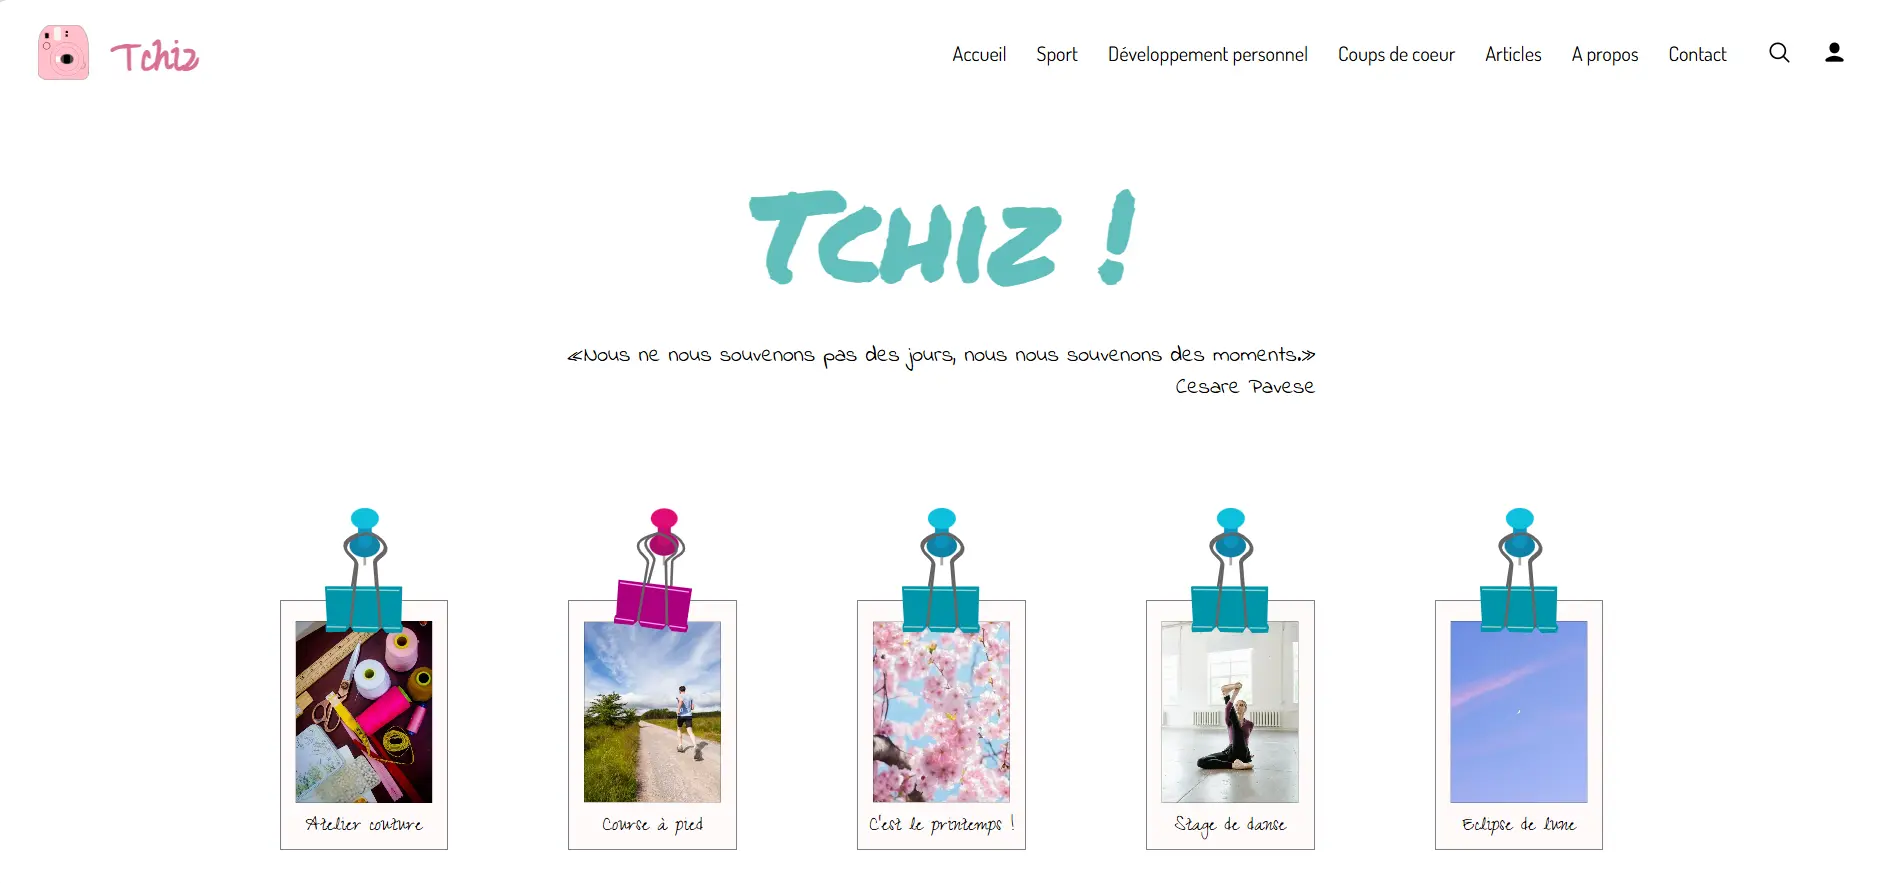 Tchiz
Accueil Sport Développement personnel Coups de coeur Articles A propos Contact
Tchiz !
«Nous ne nous souvenons pas des jours, nous nous souvenons des moments.»
Cesare Pavese
Atelier couture
Course à pied
C'est le printemps !
Stage de danse
Eclipse de lune